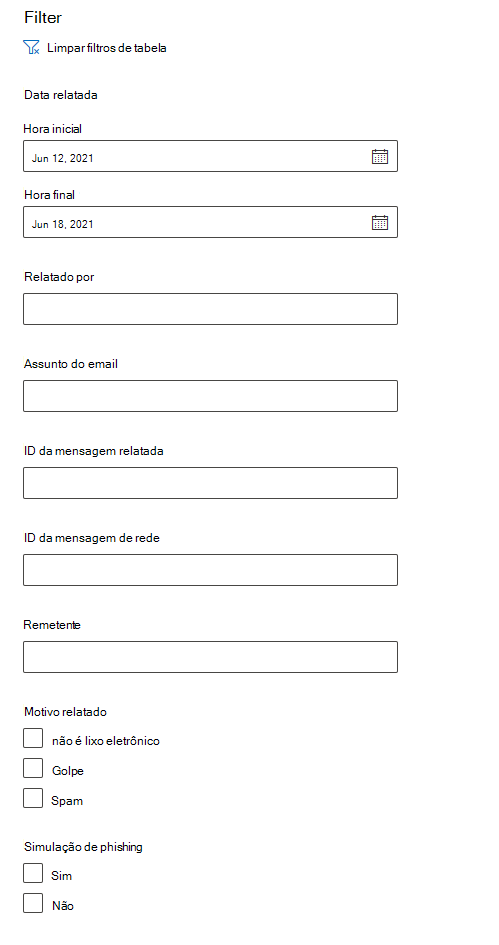 Filter
Limpar filtros de tabela
Data relatada
Hora inicial
Jun 12, 2021
Hora final
Jun 18, 2021
Relatado por
Assunto do email
ID da mensagem relatada
ID da mensagem de rede
Remetente
Motivo relatado
não é lixo eletrônico
Golpe
Spam
Simulação de phishing
Sim
Não